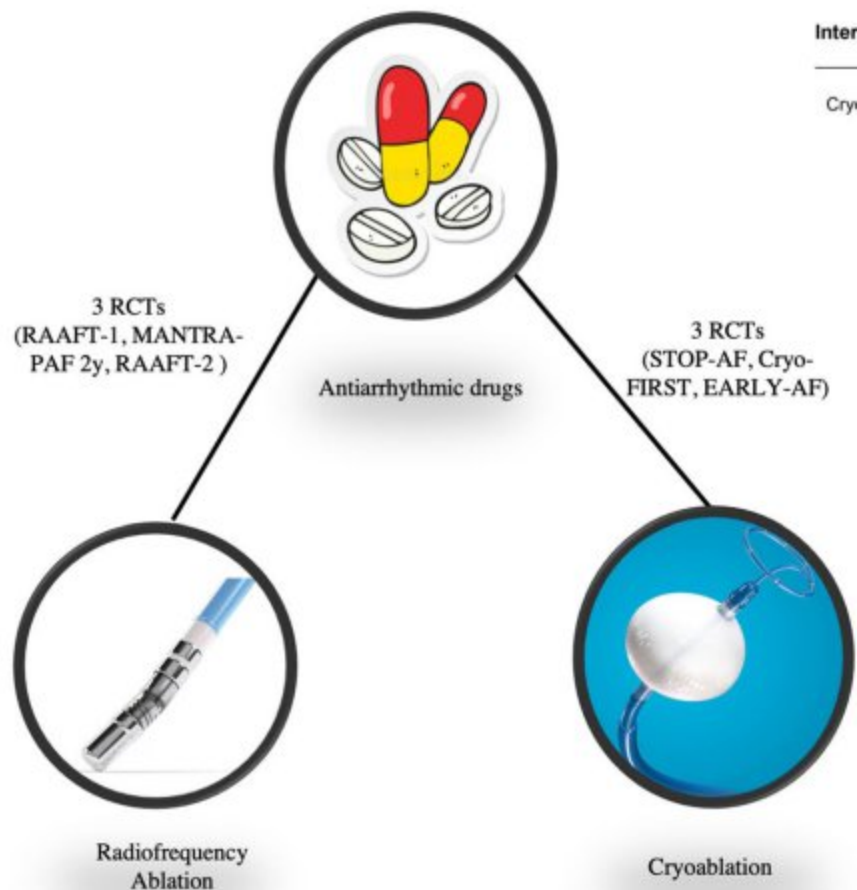 Inter
Cryo
3 RCTs
(RAAFT-1, MANTRA-
PAF 2y, RAAFT-2 )
3 RCTs
(STOP-AF, Cryo-
FIRST, EARLY-AF)
Antiarrhythmic drugs
Radiofrequency
Ablation
Cryoablation